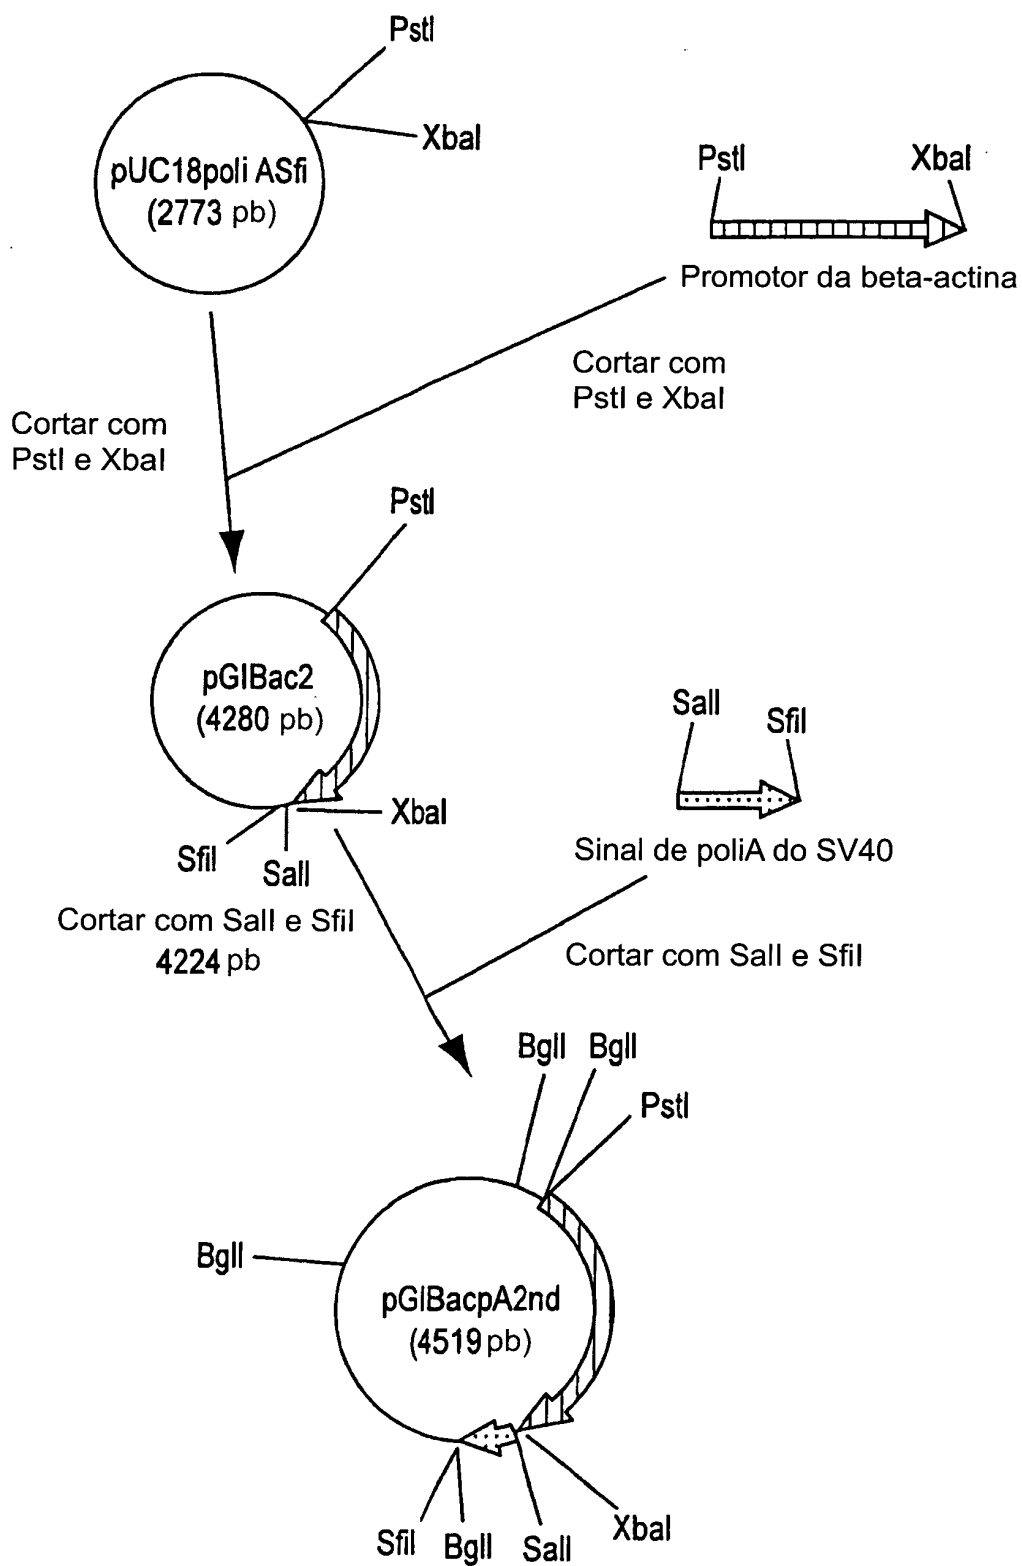 PstI
XbaI
pUC18poli ASfi
(2773 pb)
PstI
XbaI
Promotor da beta-actina
Cortar com
PstI e XbaI
Cortar com
PstI e XbaI
PstI
pGIBac2
(4280 pb)
XbaI
SfiI
SalI
Cortar com SalI e SfiI
4224 pb
SalI
SfiI
Sinal de poliA do SV40
Cortar com SalI e SfiI
BglI
BglI
PstI
BglI
pGIBacpA2nd
(4519 pb)
SfiI
BglI
SalI
XbaI